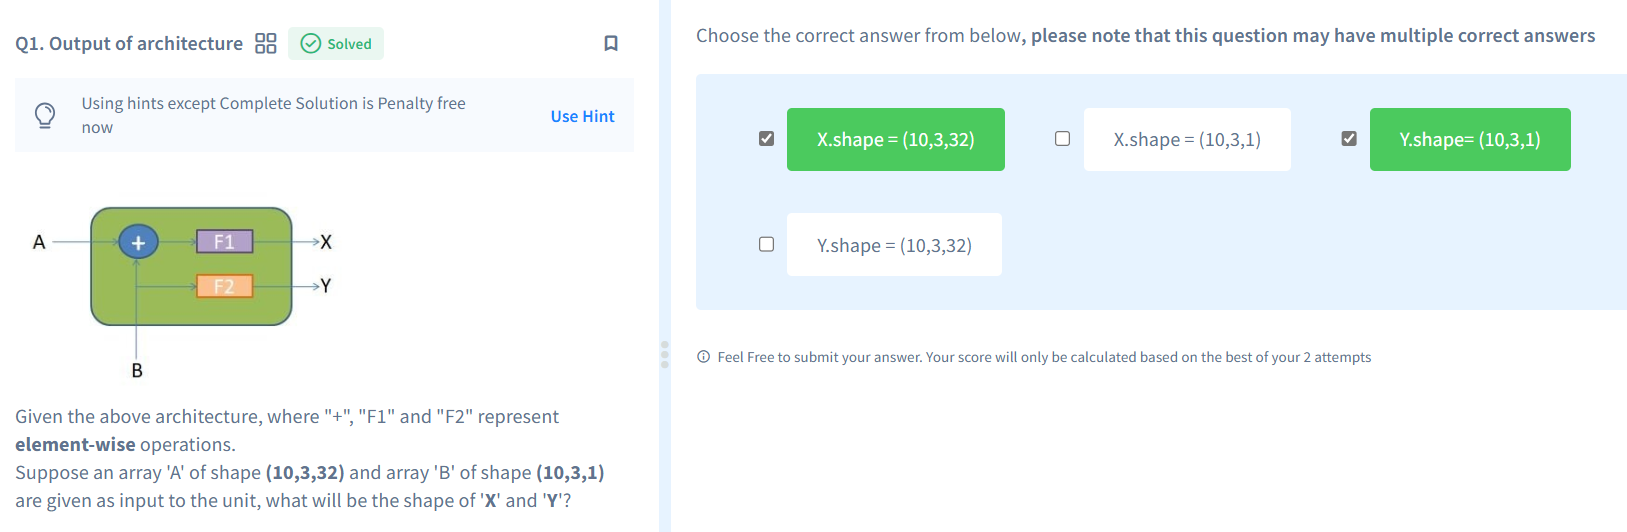 Q1. Output of architecture
Solved
Using hints except Complete Solution is Penalty free
now
Use Hint
A
+
F1
X
F2
Y
B
Given the above architecture, where "+", "F1" and "F2" represent
element-wise operations.
Suppose an array 'A' of shape (10,3,32) and array 'B' of shape (10,3,1)
are given as input to the unit, what will be the shape of 'X' and 'Y'?
Choose the correct answer from below, please note that this question may have multiple correct answers
X.shape = (10,3,32)
X.shape = (10,3,1)
Y.shape= (10,3,1)
Y.shape = (10,3,32)
Feel Free to submit your answer. Your score will only be calculated based on the best of your 2 attempts